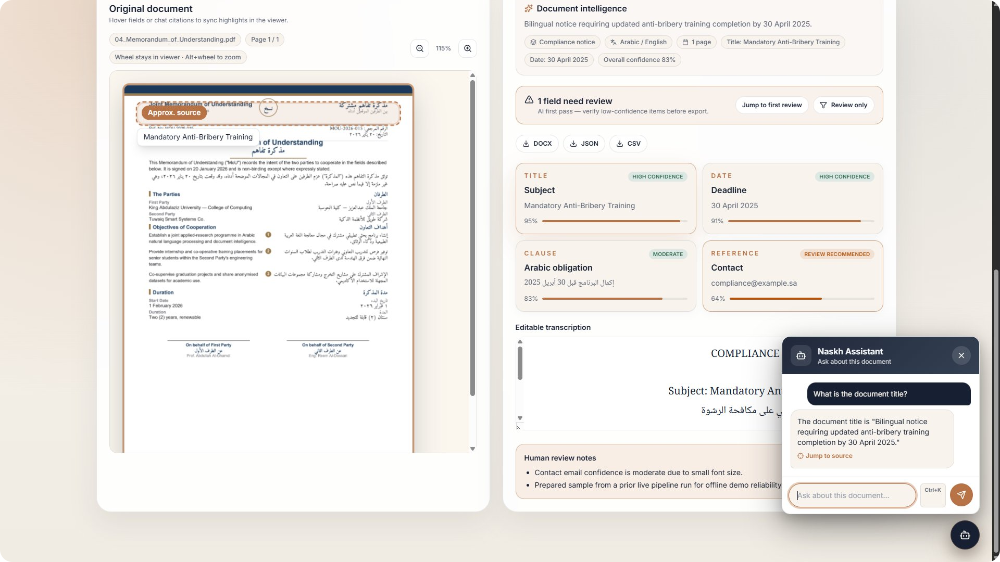 Original document
Hover fields or chat citations to sync highlights in the viewer.
04_Memorandum_of_Understanding.pdf
Page 1 / 1
Wheel stays in viewer · Alt+wheel to zoom
115%
Joint Memorandum of Understanding
نسخ
مذكرة تفاهم مشتركة
بين الطرفين الموقعين أدناه
Approx. source
Mandatory Anti-Bribery Training
الرقم المرجعي: MOU-2026-015
التاريخ: ٢٠ يناير ٢٠٢٦
of Understanding
مذكرة تفاهم
This Memorandum of Understanding ("MoU") records the intent of the two parties to cooperate in the fields described
below. It is signed on 20 January 2026 and is non-binding except where expressly stated.
توثق مذكرة التفاهم هذه ("المذكرة") عزم الطرفين على التعاون في المجالات الموضحة أدناه. وقد وقعت بتاريخ ٢٠ يناير ٢٠٢٦، وهي
غير ملزمة إلا فيما نص عليه صراحة.
The Parties
الطرفان
First Party
الطرف الأول
King Abdulaziz University — College of Computing
جامعة الملك عبدالعزيز — كلية الحوسبة
Second Party
الطرف الثاني
Tuwaiq Smart Systems Co.
شركة طويق للأنظمة الذكية
Objectives of Cooperation
أهداف التعاون
Establish a joint applied-research programme in Arabic
natural language processing and document intelligence.
1
إنشاء برنامج بحثي تطبيقي مشترك في مجال معالجة اللغة العربية
الطبيعية وذكاء الوثائق.
Provide internship and co-operative training placements for
senior students within the Second Party's engineering
teams.
2
توفير فرص للتدريب التعاوني وفترات التدريب لطلاب السنوات
النهائية ضمن فرق الهندسة لدى الطرف الثاني.
Co-supervise graduation projects and share anonymised
datasets for academic use.
3
الإشراف المشترك على مشاريع التخرج ومشاركة مجموعات البيانات
المجهلة للاستخدام الأكاديمي.
Duration
مدة المذكرة
Start Date
تاريخ البدء
1 February 2026
١ فبراير ٢٠٢٦
Duration
المدة
Two (2) years, renewable
سنتان (٢) قابلة للتجديد
On behalf of First Party
عن الطرف الأول
Prof. Abdullah Al-Ghamdi
On behalf of Second Party
عن الطرف الثاني
Eng. Reem Al-Dossari
Document intelligence
Bilingual notice requiring updated anti-bribery training completion by 30 April 2025.
Compliance notice
Arabic / English
1 page
Title: Mandatory Anti-Bribery Training
Date: 30 April 2025
Overall confidence 83%
1 field need review
AI first pass — verify low-confidence items before export.
Jump to first review
Review only
DOCX
JSON
CSV
TITLE
HIGH CONFIDENCE
Subject
Mandatory Anti-Bribery Training
95%
DATE
HIGH CONFIDENCE
Deadline
30 April 2025
91%
CLAUSE
MODERATE
Arabic obligation
إكمال البرنامج قبل 30 أبريل 2025
83%
REFERENCE
REVIEW RECOMMENDED
Contact
compliance@example.sa
64%
Editable transcription
COMPLIANCE
Subject: Mandatory An
على مكافحة الرشوة
Human review notes
Contact email confidence is moderate due to small font size.
Prepared sample from a prior live pipeline run for offline demo reliability
Naskh Assistant
Ask about this document
What is the document title?
The document title is "Bilingual notice
requiring updated anti-bribery training
completion by 30 April 2025."
Jump to source
Ask about this document...
Ctrl+K